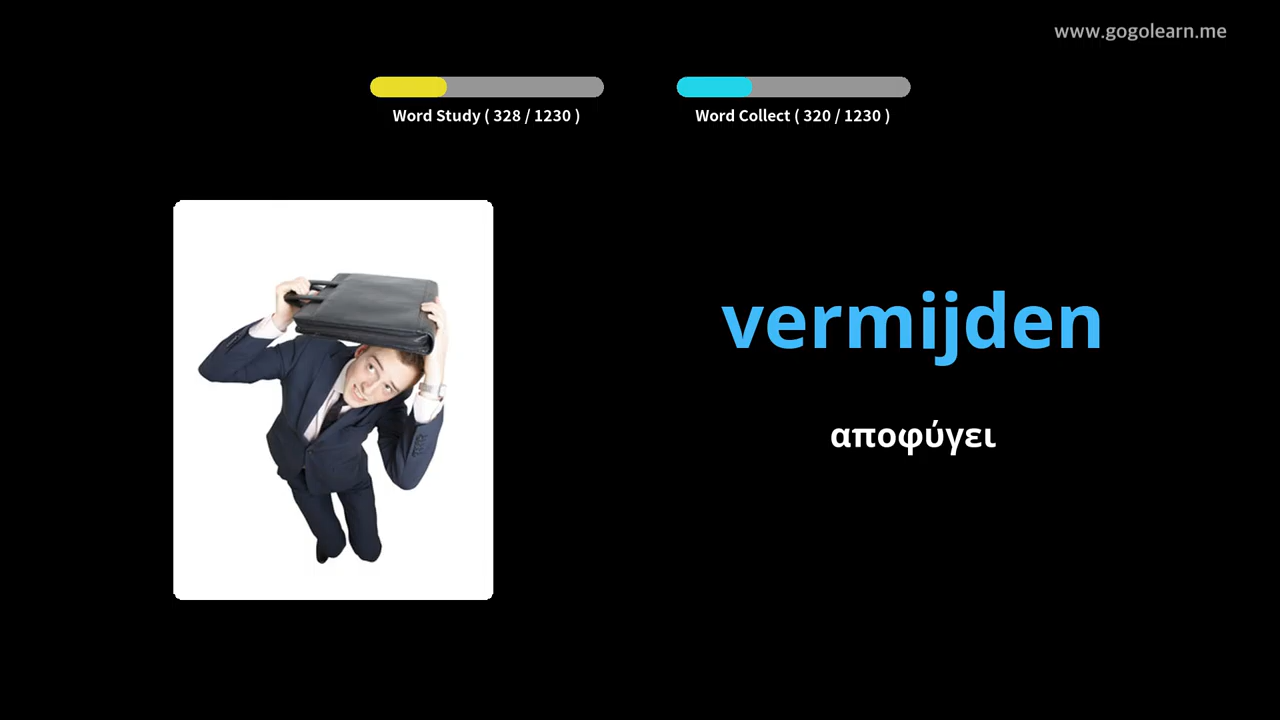 www.gogolearn.me
Word Study ( 328 / 1230 )
Word Collect ( 320 / 1230 )
vermijden
αποφύγει